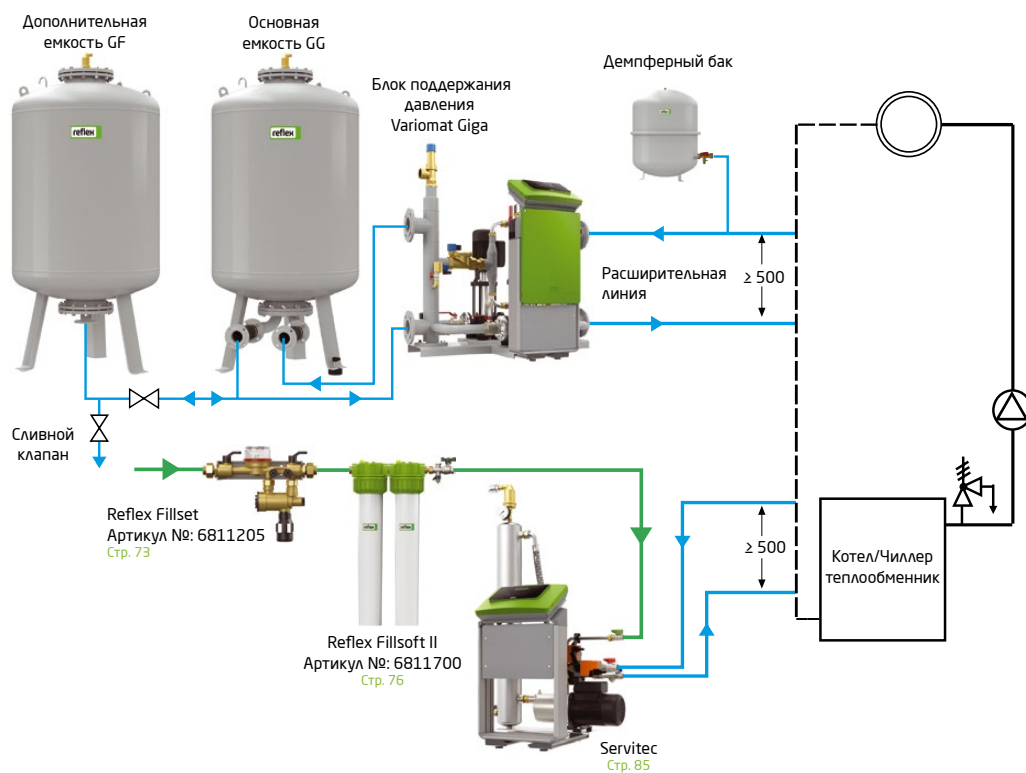 Дополнительная
емкость GF
Основная
емкость GG
Блок поддержания
давления
Variomat Giga
Демпферный бак
reflex
reflex
Расширительная
линия
≥ 500
Сливной
клапан
Reflex Fillset
Артикул №: 6811205
Стр. 73
reflex
reflex
Reflex Fillsoft II
Артикул №: 6811700
Стр. 76
≥ 500
Котел/Чиллер
теплообменник
Servitec
Стр. 85